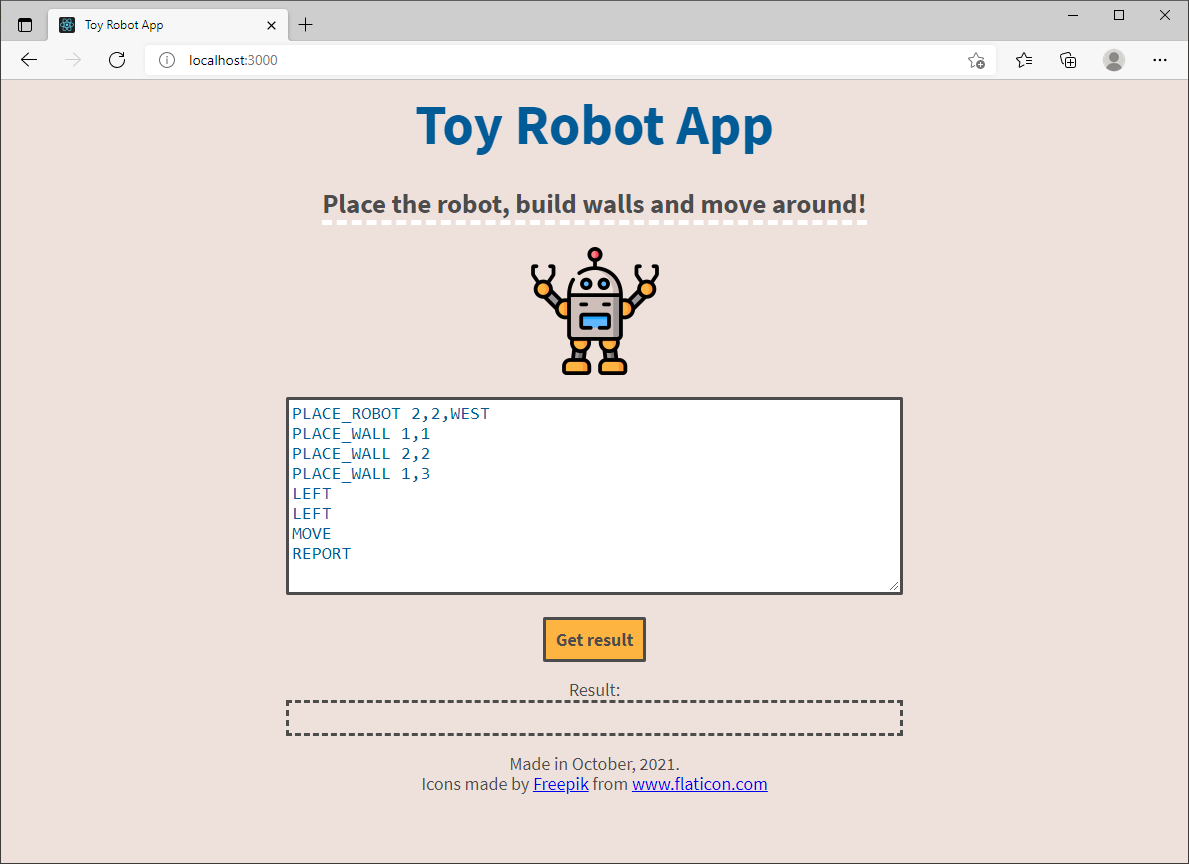 Toy Robot App
localhost:3000
Toy Robot App
Place the robot, build walls and move around!
PLACE_ROBOT 2,2,WEST
PLACE_WALL 1,1
PLACE_WALL 2,2
PLACE_WALL 1,3
LEFT
LEFT
MOVE
REPORT
Get result
Result:
Made in October, 2021.
Icons made by Freepik from www.flaticon.com